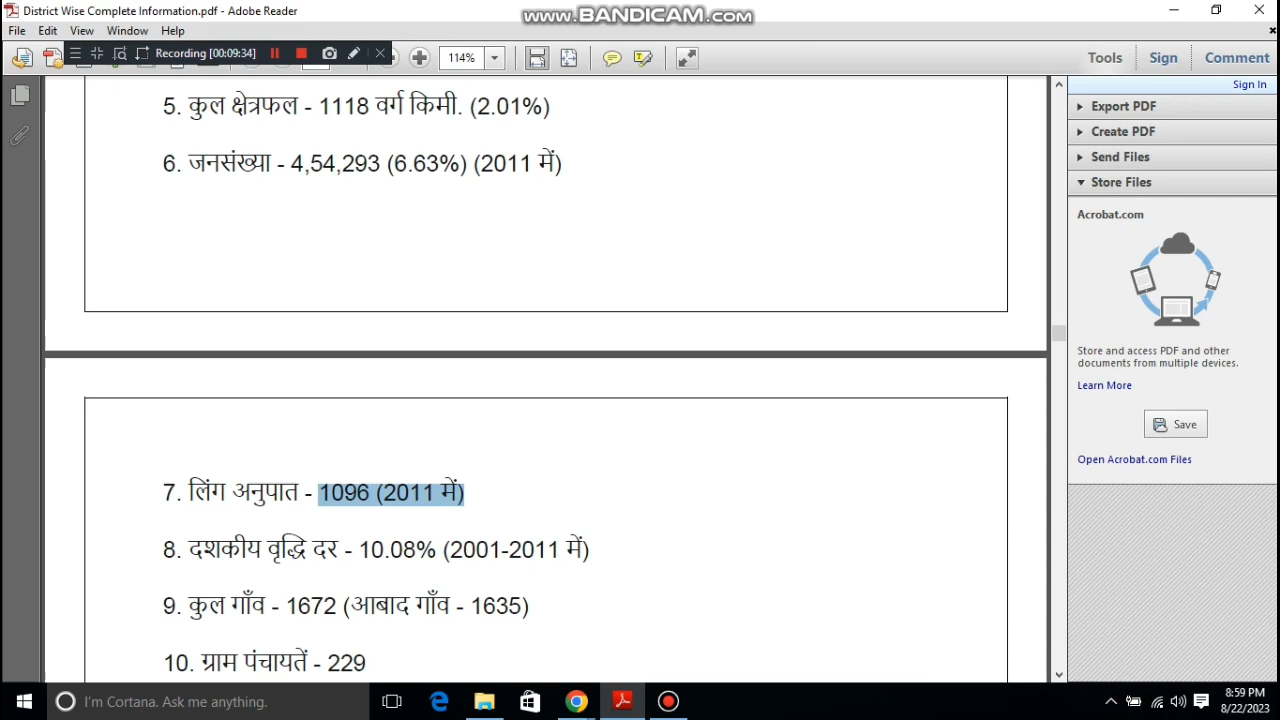 District Wise Complete Information.pdf - Adobe Reader
www.BANDICAM.com
File Edit View Window Help
Recording [00:09:34]
114%
Tools Sign Comment
Sign In
Export PDF
Create PDF
Send Files
Store Files
Acrobat.com
Store and access PDF and other
documents from multiple devices.
Learn More
Save
Open Acrobat.com Files
5. कुल क्षेत्रफल - 1118 वर्ग किमी. (2.01%)
6. जनसंख्या - 4,54,293 (6.63%) (2011 में)
7. लिंग अनुपात - 1096 (2011 में)
8. दशकीय वृद्धि दर - 10.08% (2001-2011 में)
9. कुल गाँव - 1672 (आबाद गाँव - 1635)
10. ग्राम पंचायतें - 229
I'm Cortana. Ask me anything.
8:59 PM
8/22/2023